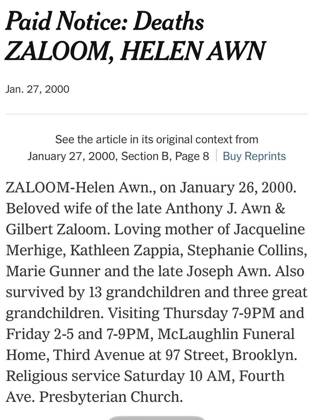 Paid Notice: Deaths
ZALOOM, HELEN AWN
Jan. 27, 2000
See the article in its original context from
January 27, 2000, Section B, Page 8 | Buy Reprints
ZALOOM-Helen Awn., on January 26, 2000.
Beloved wife of the late Anthony J. Awn &
Gilbert Zaloom. Loving mother of Jacqueline
Merhige, Kathleen Zappia, Stephanie Collins,
Marie Gunner and the late Joseph Awn. Also
survived by 13 grandchildren and three great
grandchildren. Visiting Thursday 7-9PM and
Friday 2-5 and 7-9PM, McLaughlin Funeral
Home, Third Avenue at 97 Street, Brooklyn.
Religious service Saturday 10 AM, Fourth
Ave. Presbyterian Church.